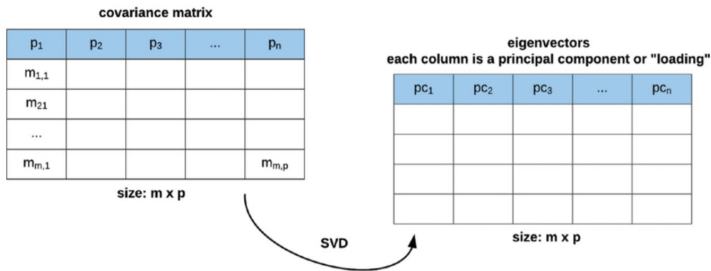 covariance matrix
p1 p2 p3 ... pn
m1,1
m21
...
mm,1 mm,p
size: m x p
SVD
eigenvectors
each column is a principal component or "loading"
pc1 pc2 pc3 ... pcn
size: m x p